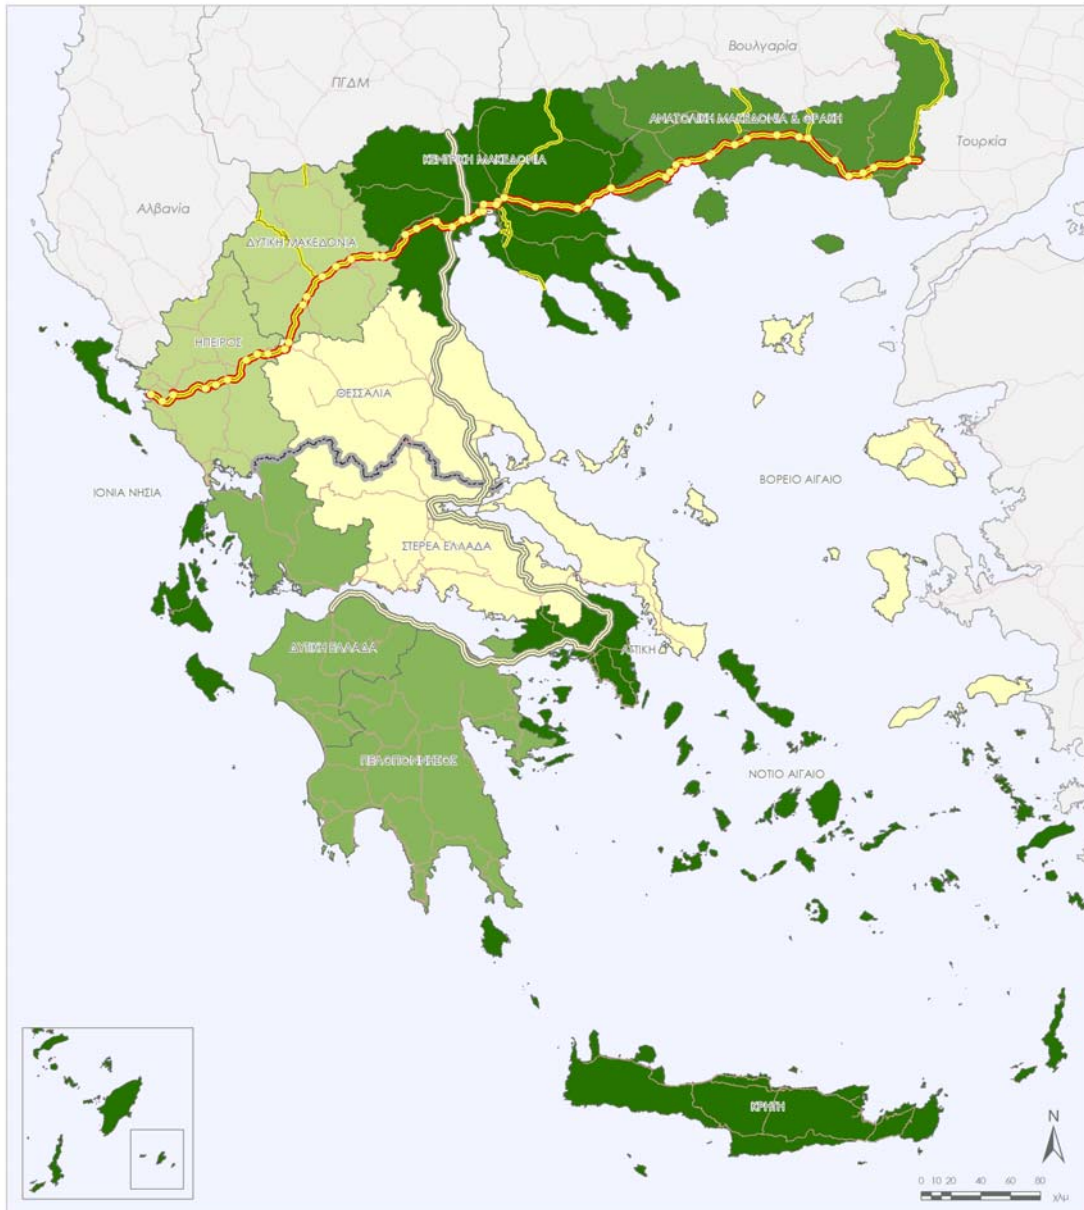 Βουλγαρία
ΠΓΔΜ
ΑΝΑΤΟΛΙΚΗ ΜΑΚΕΔΟΝΙΑ & ΘΡΑΚΗ
Τουρκία
ΚΕΝΤΡΙΚΗ ΜΑΚΕΔΟΝΙΑ
Αλβανία
ΔΥΤΙΚΗ ΜΑΚΕΔΟΝΙΑ
ΗΠΕΙΡΟΣ
ΘΕΣΣΑΛΙΑ
ΒΟΡΕΙΟ ΑΙΓΑΙΟ
ΙΟΝΙΑ ΝΗΣΙΑ
ΣΤΕΡΕΑ ΕΛΛΑΔΑ
ΔΥΤΙΚΗ ΕΛΛΑΔΑ
ΑΤΤΙΚΗ
ΠΕΛΟΠΟΝΝΗΣΟΣ
ΝΟΤΙΟ ΑΙΓΑΙΟ
ΚΡΗΤΗ
N
0 10 20 40 60 80
χλμ